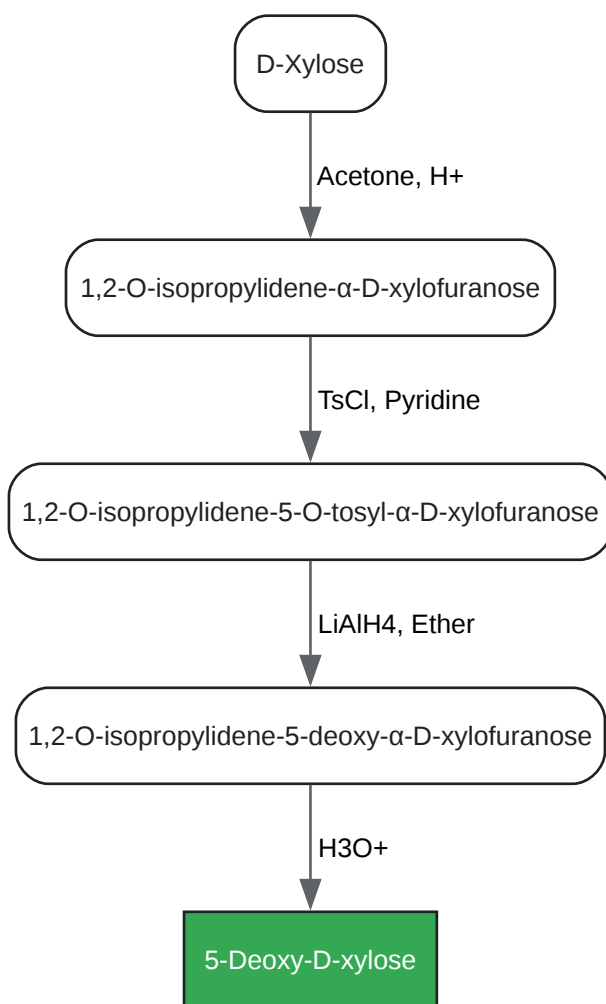 D-Xylose
Acetone, H+
1,2-O-isopropylidene-α-D-xylofuranose
TsCl, Pyridine
1,2-O-isopropylidene-5-O-tosyl-α-D-xylofuranose
LiAlH4, Ether
1,2-O-isopropylidene-5-deoxy-α-D-xylofuranose
H3O+
5-Deoxy-D-xylose